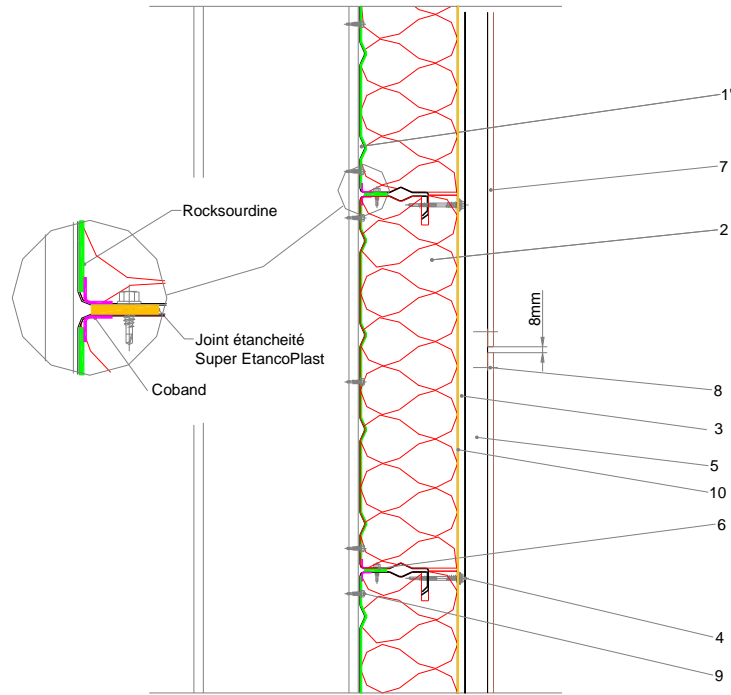 1'
7
Rocksourdine
2
8mm
Joint étancheité
Super EtancoPlast
Coband
8
3
5
10
6
4
9